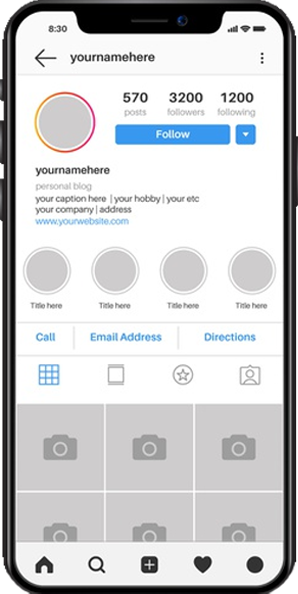 8:30
yournamehere
570 3200 1200
posts followers following
Follow
yournamehere
personal blog
your caption here | your hobby | your etc
your company | address
www.yourwebsite.com
Title here Title here Title here Title here
Call Email Address Directions